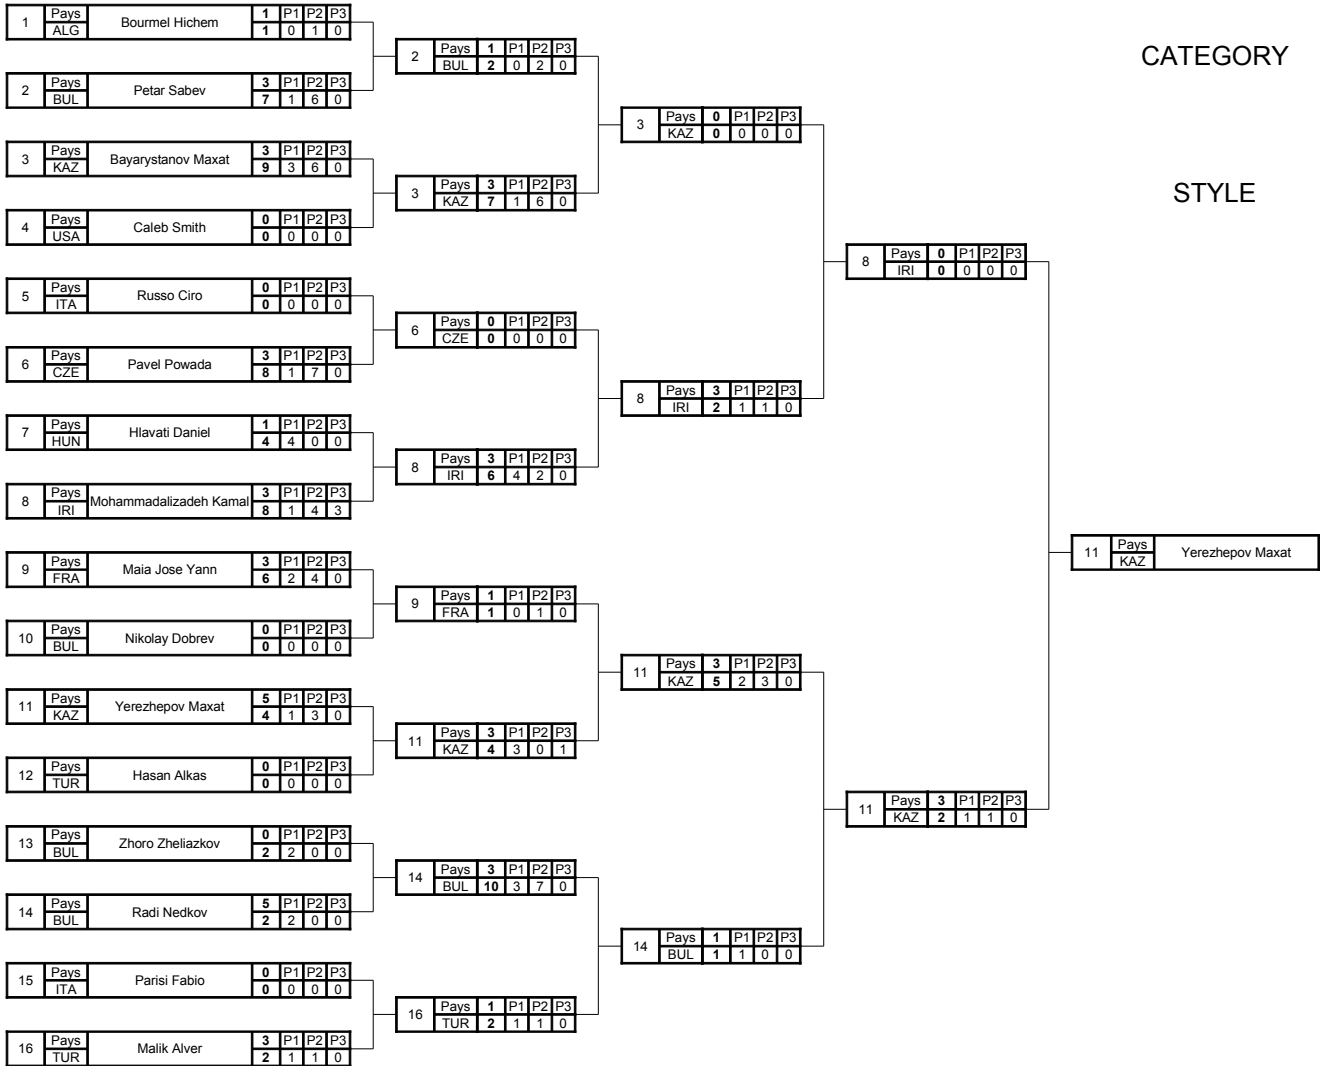 1 Pays Bourmel Hichem 1 P1 P2 P3
ALG 1 0 1 0
2 Pays 1 P1 P2 P3
BUL 2 0 2 0
CATEGORY
2 Pays Petar Sabev 3 P1 P2 P3
BUL 7 1 6 0
3 Pays 0 P1 P2 P3
KAZ 0 0 0 0
3 Pays Bayarystanov Maxat 3 P1 P2 P3
KAZ 9 3 6 0
3 Pays 3 P1 P2 P3
KAZ 7 1 6 0
STYLE
4 Pays Caleb Smith 0 P1 P2 P3
USA 0 0 0 0
8 Pays 0 P1 P2 P3
IRI 0 0 0 0
5 Pays Russo Ciro 0 P1 P2 P3
ITA 0 0 0 0
6 Pays 0 P1 P2 P3
CZE 0 0 0 0
6 Pays Pavel Powada 3 P1 P2 P3
CZE 8 1 7 0
8 Pays 3 P1 P2 P3
IRI 2 1 1 0
7 Pays Hlavati Daniel 1 P1 P2 P3
HUN 4 4 0 0
8 Pays 3 P1 P2 P3
IRI 6 4 2 0
8 Pays Mohammadalizadeh Kamal 3 P1 P2 P3
IRI 8 1 4 3
11 Pays Yerezhepov Maxat
KAZ
9 Pays Maia Jose Yann 3 P1 P2 P3
FRA 6 2 4 0
9 Pays 1 P1 P2 P3
FRA 1 0 1 0
10 Pays Nikolay Dobrev 0 P1 P2 P3
BUL 0 0 0 0
11 Pays 3 P1 P2 P3
KAZ 5 2 3 0
11 Pays Yerezhepov Maxat 5 P1 P2 P3
KAZ 4 1 3 0
11 Pays 3 P1 P2 P3
KAZ 4 3 0 1
12 Pays Hasan Alkas 0 P1 P2 P3
TUR 0 0 0 0
11 Pays 3 P1 P2 P3
KAZ 2 1 1 0
13 Pays Zhoro Zheliazkov 0 P1 P2 P3
BUL 2 2 0 0
14 Pays 3 P1 P2 P3
BUL 10 3 7 0
14 Pays Radi Nedkov 5 P1 P2 P3
BUL 2 2 0 0
14 Pays 1 P1 P2 P3
BUL 1 1 0 0
15 Pays Parisi Fabio 0 P1 P2 P3
ITA 0 0 0 0
16 Pays 1 P1 P2 P3
TUR 2 1 1 0
16 Pays Malik Alver 3 P1 P2 P3
TUR 2 1 1 0